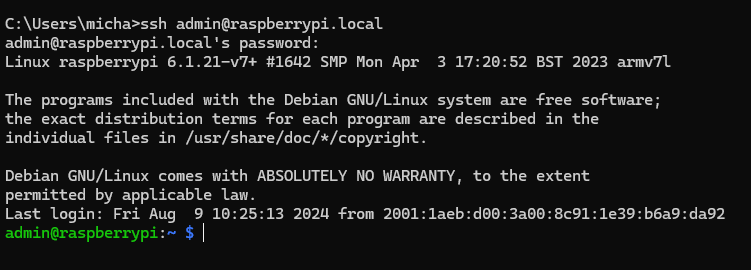 C:\Users\micha>ssh admin@raspberrypi.local
admin@raspberrypi.local's password:
Linux raspberrypi 6.1.21-v7+ #1642 SMP Mon Apr  3 17:20:52 BST 2023 armv7l
The programs included with the Debian GNU/Linux system are free software;
the exact distribution terms for each program are described in the
individual files in /usr/share/doc/*/copyright.
Debian GNU/Linux comes with ABSOLUTELY NO WARRANTY, to the extent
permitted by applicable law.
Last login: Fri Aug  9 10:25:13 2024 from 2001:1aeb:d00:3a00:8c91:1e39:b6a9:da92
admin@raspberrypi:~ $